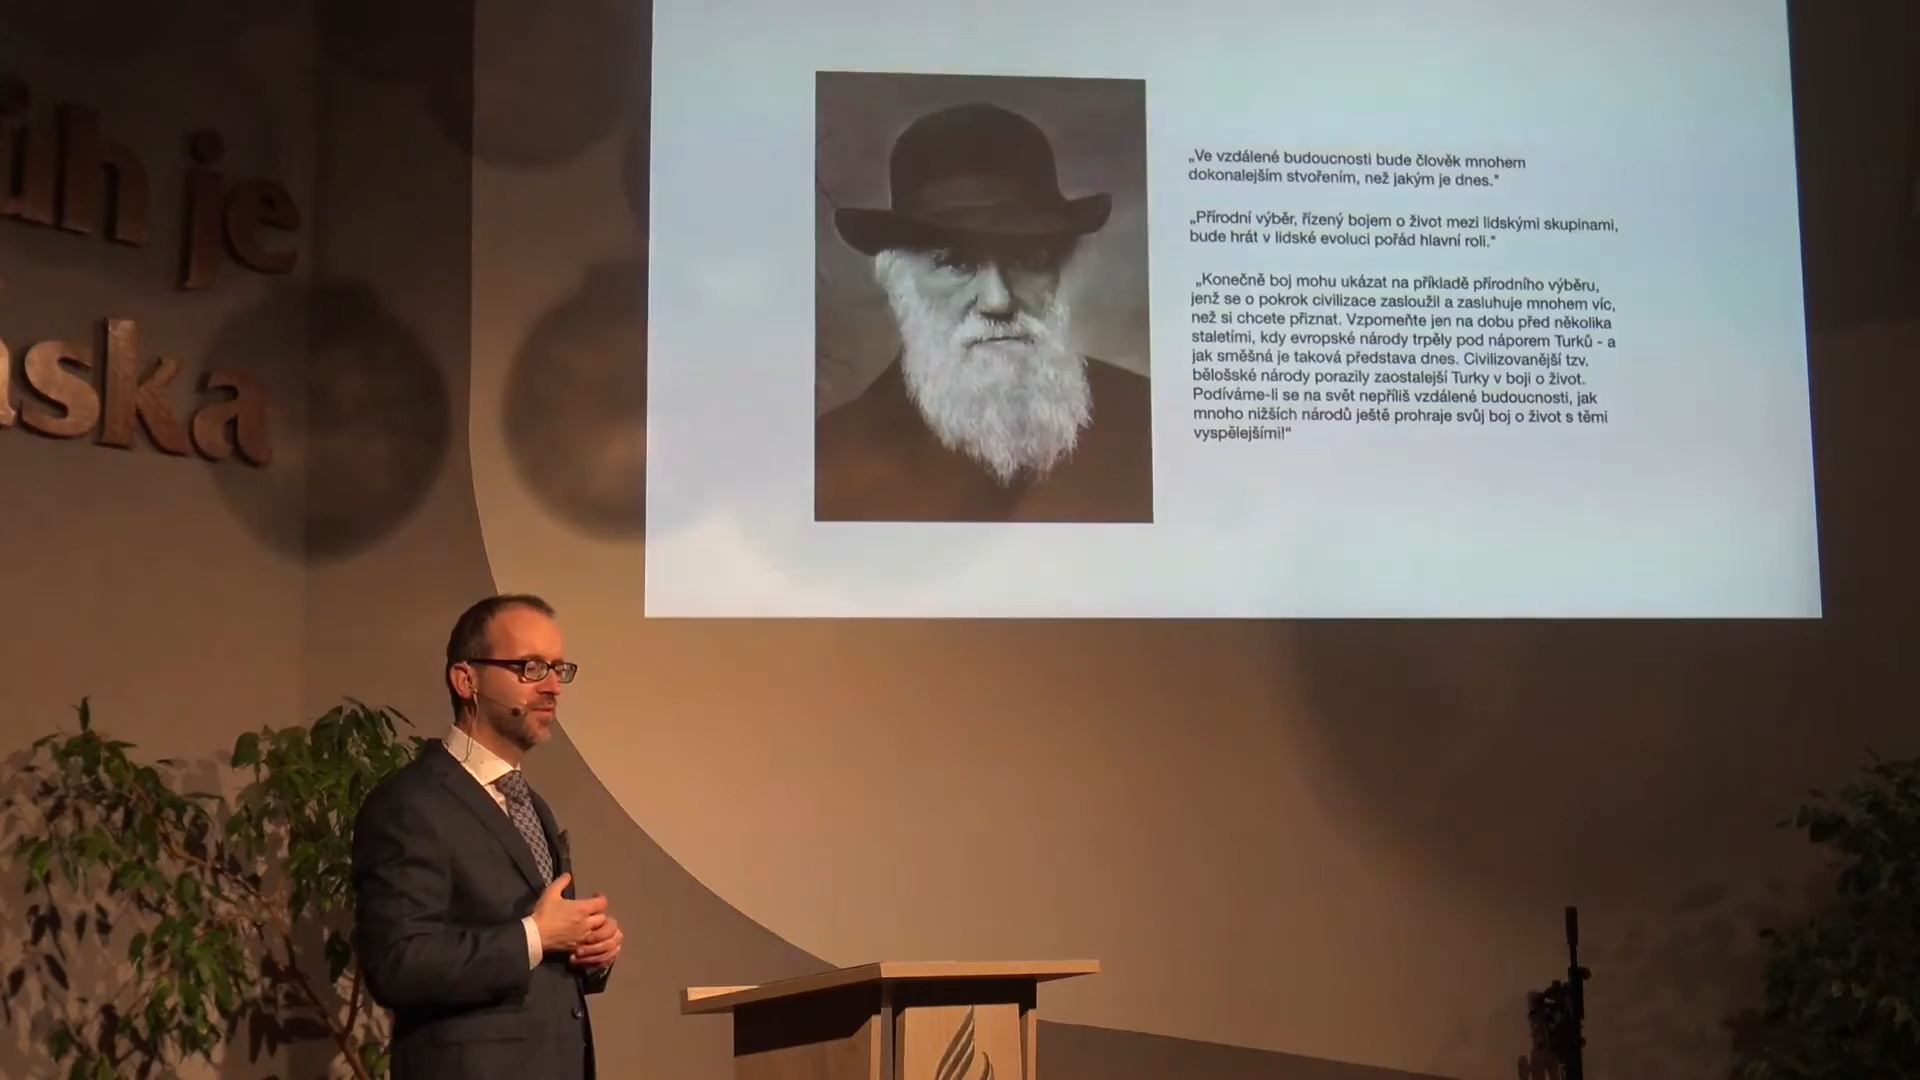 ůh je
áska
„Ve vzdálené budoucnosti bude člověk mnohem
dokonalejším stvořením, než jakým je dnes."
„Přírodní výběr, řízený bojem o život mezi lidskými skupinami,
bude hrát v lidské evoluci pořád hlavní roli."
„Konečně boj mohu ukázat na příkladě přírodního výběru,
jenž se o pokrok civilizace zasloužil a zasluhuje mnohem víc,
než si chcete přiznat. Vzpomeňte jen na dobu před několika
staletími, kdy evropské národy trpěly pod náporem Turků - a
jak směšná je taková představa dnes. Civilizovanější tzv.
bělošské národy porazily zaostalejší Turky v boji o život.
Podíváme-li se na svět nepříliš vzdálené budoucnosti, jak
mnoho nižších národů ještě prohraje svůj boj o život s těmi
vyspělejšími!“